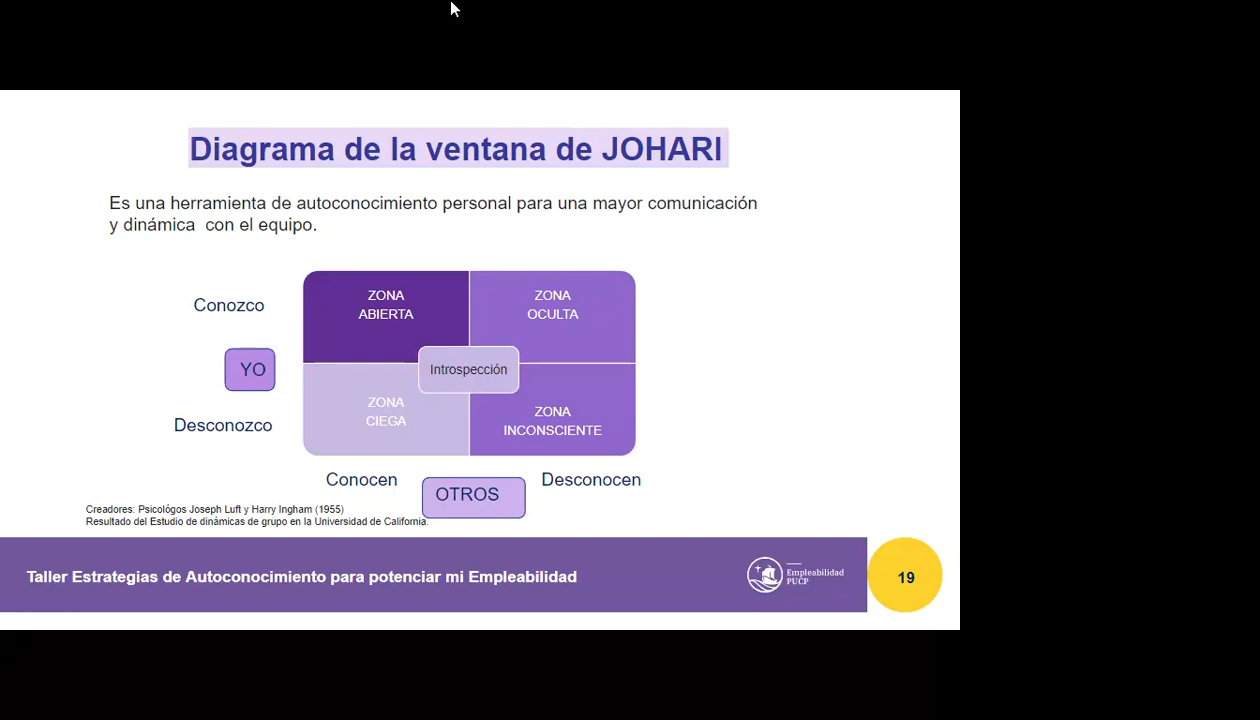 Diagrama de la ventana de JOHARI
Es una herramienta de autoconocimiento personal para una mayor comunicación
y dinámica con el equipo.
Conozco
ZONA
ABIERTA
ZONA
OCULTA
YO
Introspección
Desconozco
ZONA
CIEGA
ZONA
INCONSCIENTE
Conocen
OTROS
Desconocen
Creadores: Psicológos Joseph Luft y Harry Ingham (1955)
Resultado del Estudio de dinámicas de grupo en la Universidad de California.
Taller Estrategias de Autoconocimiento para potenciar mi Empleabilidad
Empleabilidad
PUCP
19